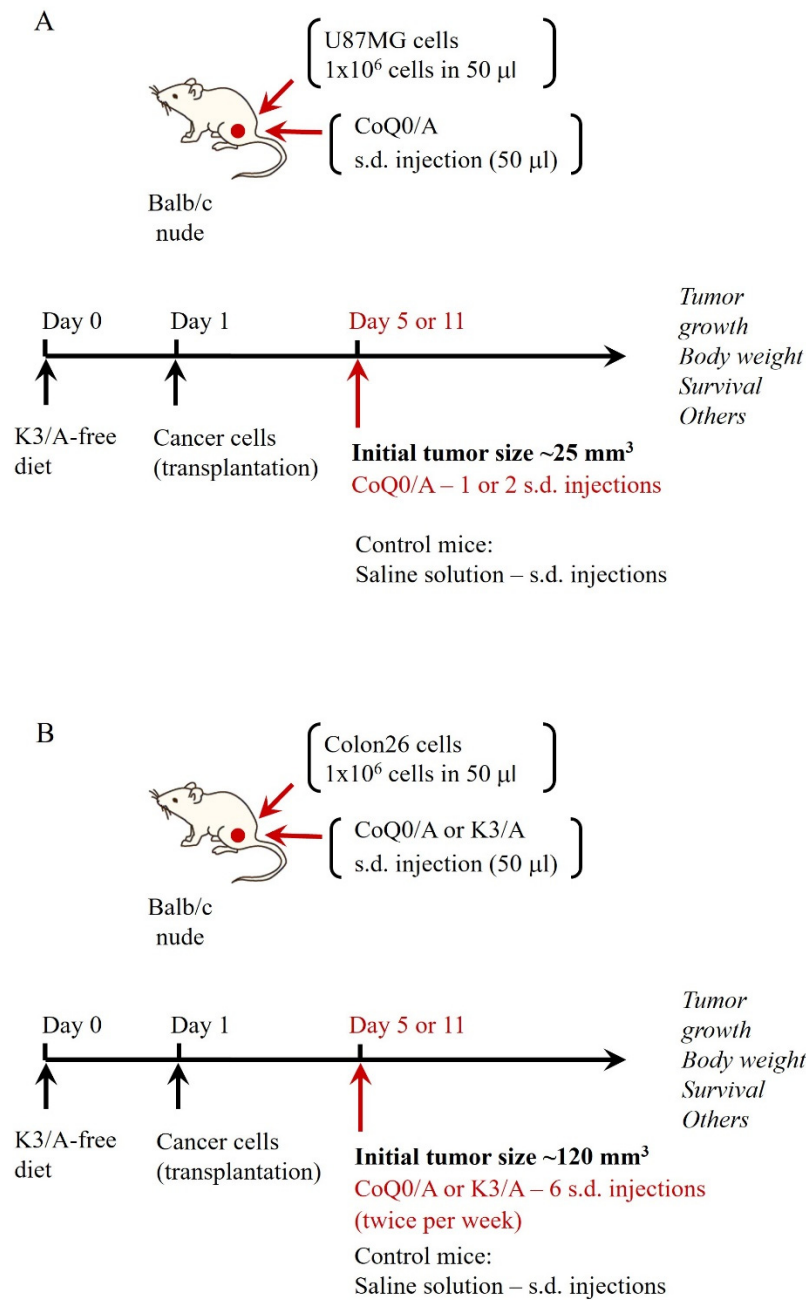 A
U87MG cells
1x10⁶ cells in 50 μl
CoQ0/A
s.d. injection (50 μl)
Balb/c
nude
Day 0
Day 1
Day 5 or 11
Tumor
growth
Body weight
Survival
Others
K3/A-free
diet
Cancer cells
(transplantation)
Initial tumor size ~25 mm³
CoQ0/A – 1 or 2 s.d. injections
Control mice:
Saline solution – s.d. injections
B
Colon26 cells
1x10⁶ cells in 50 μl
CoQ0/A or K3/A
s.d. injection (50 μl)
Balb/c
nude
Day 0
Day 1
Day 5 or 11
Tumor
growth
Body weight
Survival
Others
K3/A-free
diet
Cancer cells
(transplantation)
Initial tumor size ~120 mm³
CoQ0/A or K3/A – 6 s.d. injections
(twice per week)
Control mice:
Saline solution – s.d. injections